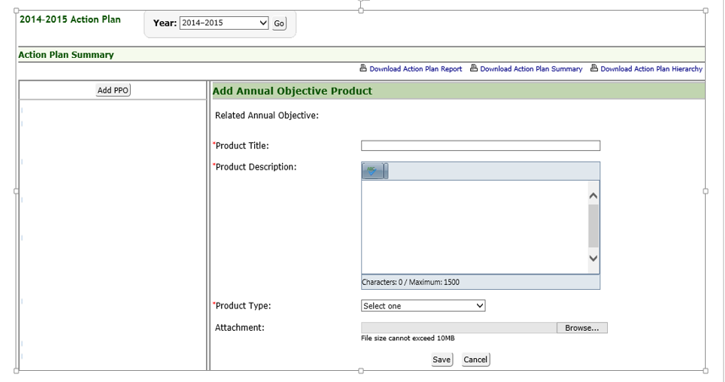 2014-2015 Action Plan
Year: 2014-2015 Go
Action Plan Summary
Download Action Plan Report Download Action Plan Summary Download Action Plan Hierarchy
Add PPO
Add Annual Objective Product
Related Annual Objective:
*Product Title:
*Product Description:
Characters: 0 / Maximum: 1500
*Product Type: Select one
Attachment: Browse...
File size cannot exceed 10MB
Save Cancel